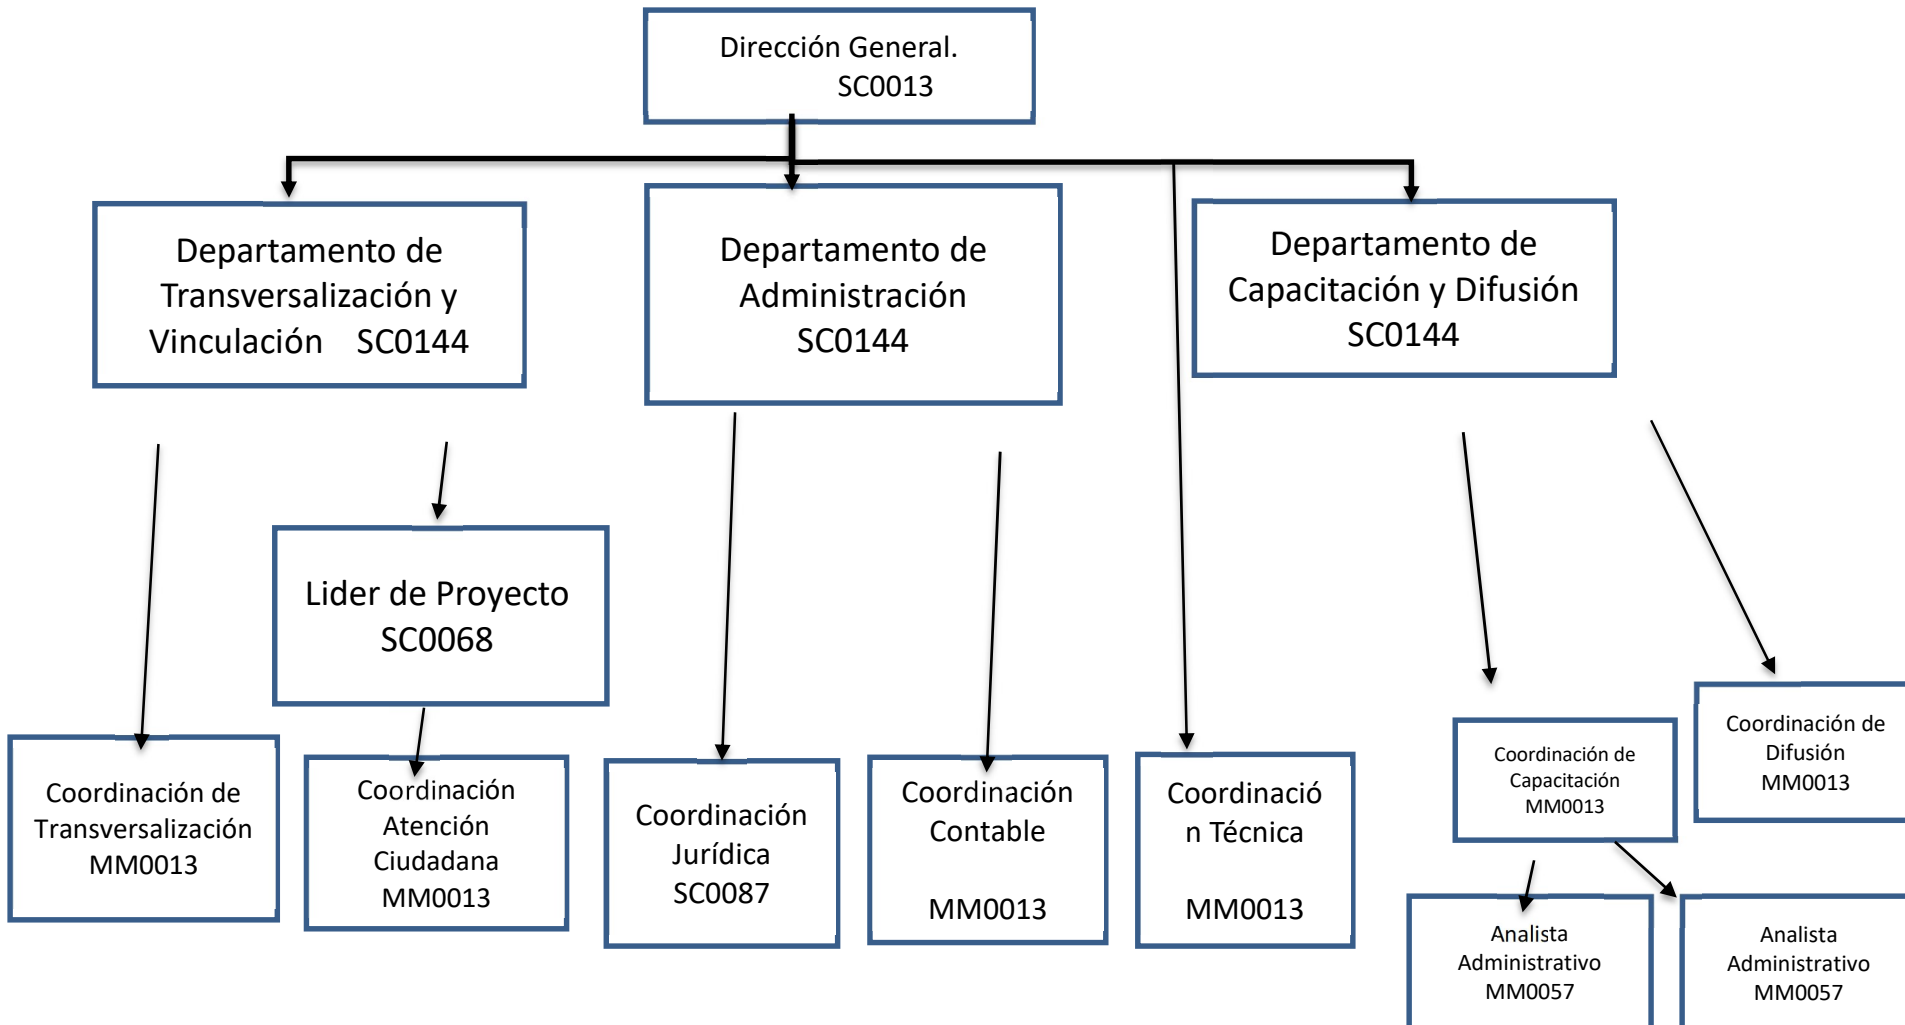 Dirección General.
SC0013
Departamento de
Transversalización y
Vinculación SC0144
Departamento de
Administración
SC0144
Departamento de
Capacitación y Difusión
SC0144
Lider de Proyecto
SC0068
Coordinación de
Transversalización
MM0013
Coordinación
Atención
Ciudadana
MM0013
Coordinación
Jurídica
SC0087
Coordinación
Contable
MM0013
Coordinació
n Técnica
MM0013
Coordinación de
Capacitación
MM0013
Coordinación de
Difusión
MM0013
Analista
Administrativo
MM0057
Analista
Administrativo
MM0057